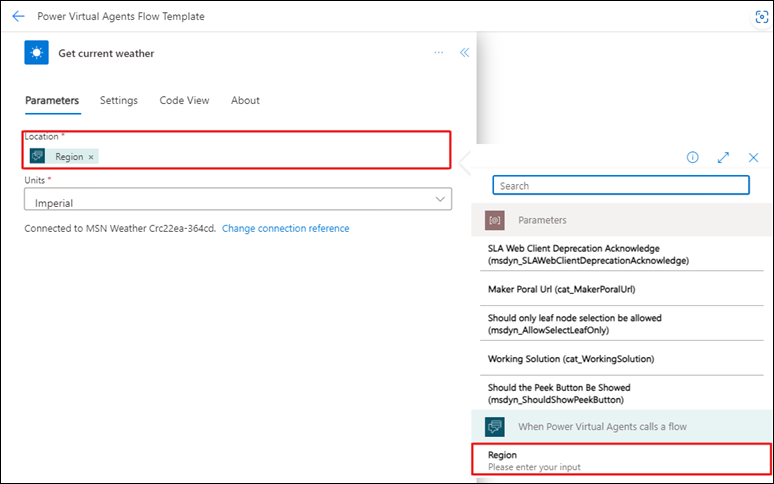 Power Virtual Agents Flow Template
Get current weather
Parameters Settings Code View About
Location *
Region ×
Units *
Imperial
Connected to MSN Weather Crc22ea-364cd. Change connection reference
Search
Parameters
SLA Web Client Deprecation Acknowledge
(msdyn_SLAWebClientDeprecationAcknowledge)
Maker Poral Url (cat_MakerPoralUrl)
Should only leaf node selection be allowed
(msdyn_AllowSelectLeafOnly)
Working Solution (cat_WorkingSolution)
Should the Peek Button Be Showed
(msdyn_ShouldShowPeekButton)
When Power Virtual Agents calls a flow
Region
Please enter your input